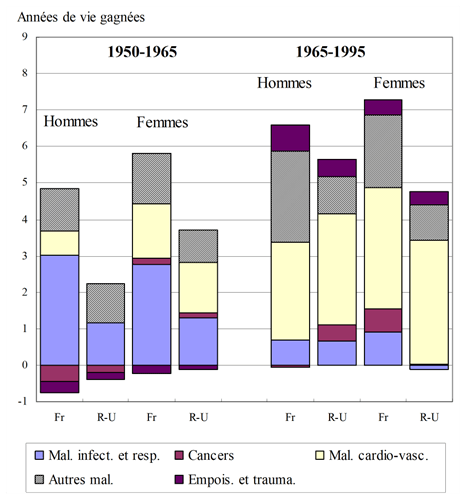 Années de vie gagnées
9
1950-1965 1965-1995
8
Hommes Femmes
7
Hommes Femmes
6
5
4
3
2
1
0
-1
Fr R-U Fr R-U Fr R-U Fr R-U
Mal. infect. et resp. Cancers Mal. cardio-vasc.
Autres mal. Empois. et trauma.